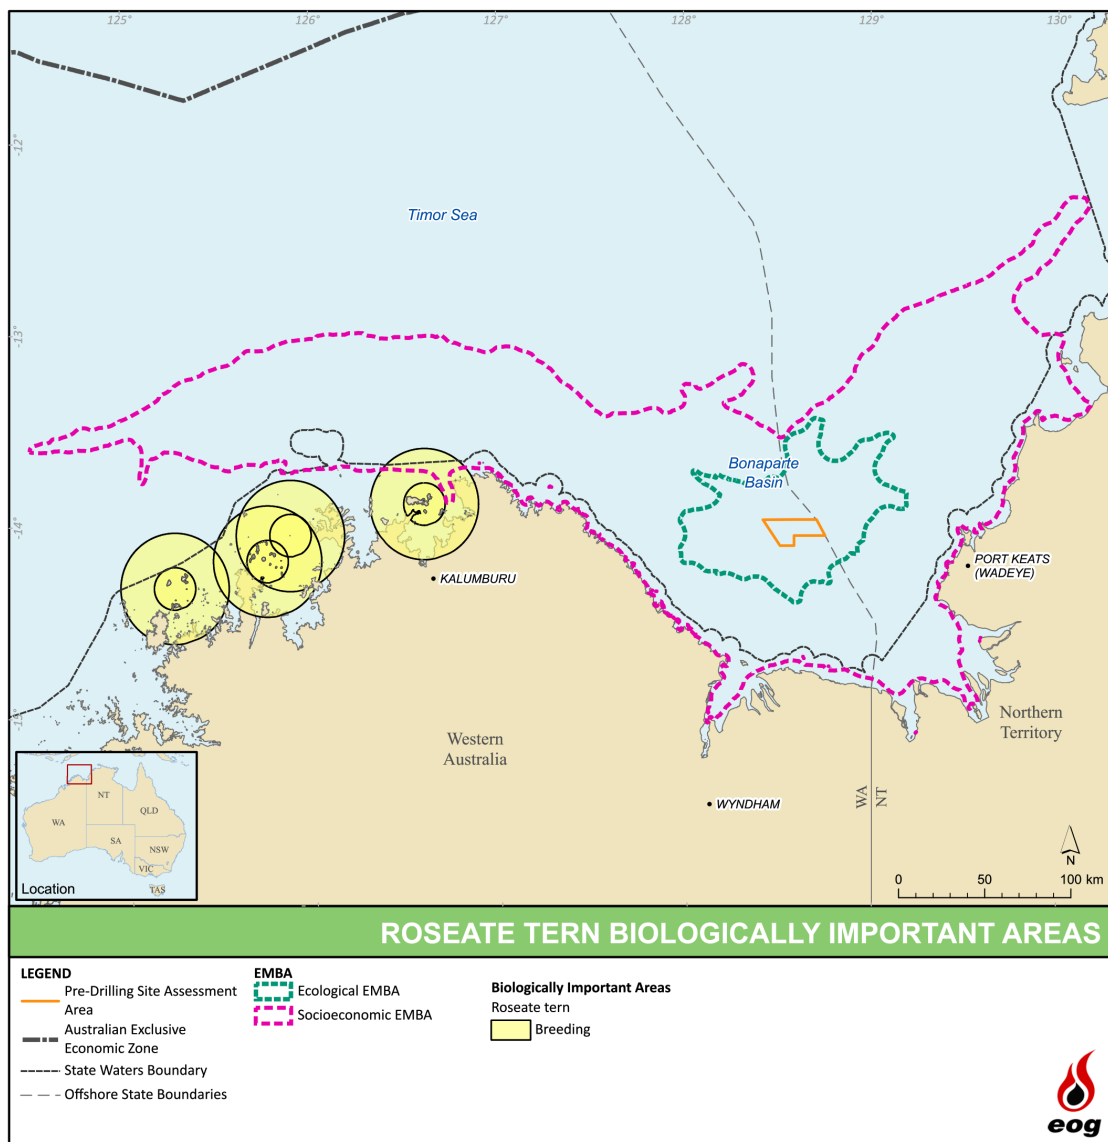 125°
126°
127°
128°
129°
130°
-12°
-13°
-14°
Timor Sea
Bonaparte
Basin
KALUMBURU
PORT KEATS
(WADEYE)
Western
Australia
Northern
Territory
WYNDHAM
WA
NT
WA
NT
QLD
SA
NSW
VIC
TAS
Location
N
0
50
100 km
ROSEATE TERN BIOLOGICALLY IMPORTANT AREAS
LEGEND
Pre-Drilling Site Assessment
Area
Australian Exclusive
Economic Zone
State Waters Boundary
Offshore State Boundaries
EMBA
Ecological EMBA
Socioeconomic EMBA
Biologically Important Areas
Roseate tern
Breeding
eog